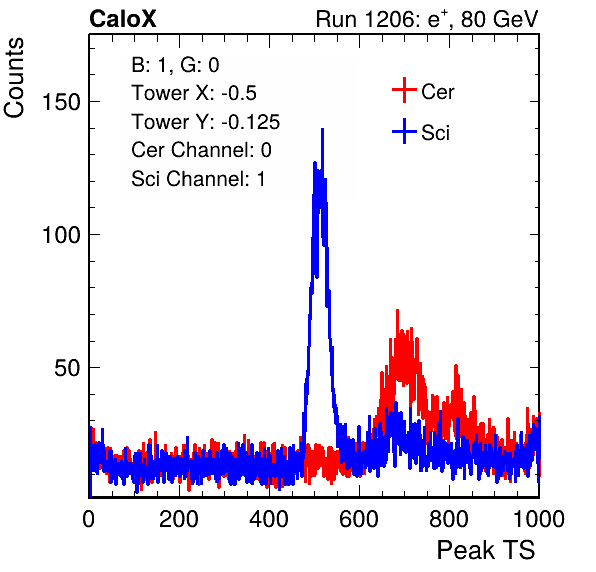 CaloX Run 1206: e⁺, 80 GeV
B: 1, G: 0
Tower X: -0.5
Tower Y: -0.125
Cer Channel: 0
Sci Channel: 1
Cer
Sci
Counts
150
100
50
0 200 400 600 800 1000
Peak TS